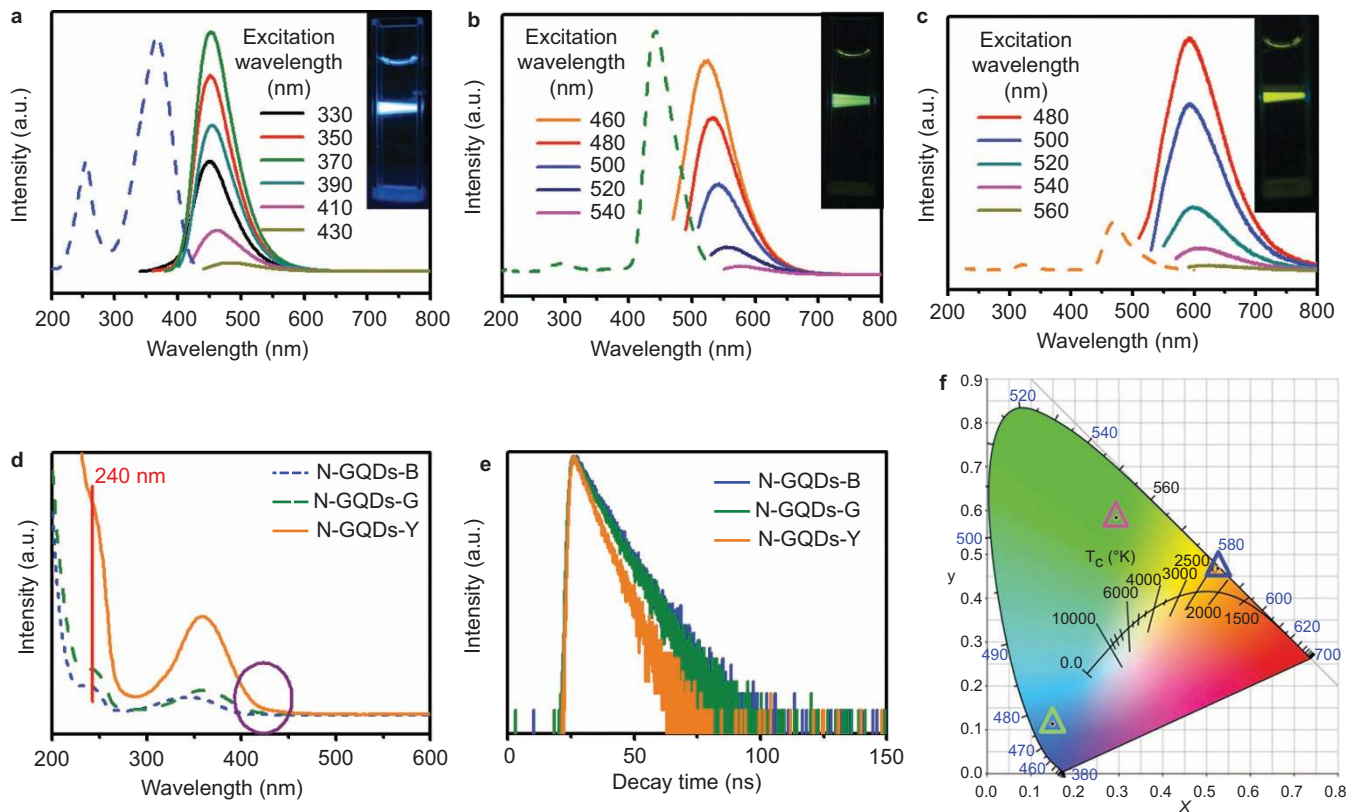 a
Excitation
wavelength
(nm)
330
350
370
390
410
430
Intensity (a.u.)
200 300 400 500 600 700 800
Wavelength (nm)
b
Excitation
wavelength
(nm)
460
480
500
520
540
Intensity (a.u.)
200 300 400 500 600 700 800
Wavelength (nm)
c
Excitation
wavelength
(nm)
480
500
520
540
560
Intensity (a.u.)
200 300 400 500 600 700 800
Wavelength (nm)
d
240 nm
N-GQDs-B
N-GQDs-G
N-GQDs-Y
Intensity (a.u.)
200 300 400 500 600
Wavelength (nm)
e
N-GQDs-B
N-GQDs-G
N-GQDs-Y
Intensity (a.u.)
0 25 50 75 100 125 150
Decay time (ns)
f
0.9
0.8
0.7
0.6
0.5
y
0.4
0.3
0.2
0.1
0.0
520
540
560
500
580
Tc (°K)
2500
3000
4000
6000
10000
2000
1500
600
620
700
490
0.0
480
470
460
380
0.0 0.1 0.2 0.3 0.4 0.5 0.6 0.7 0.8
X